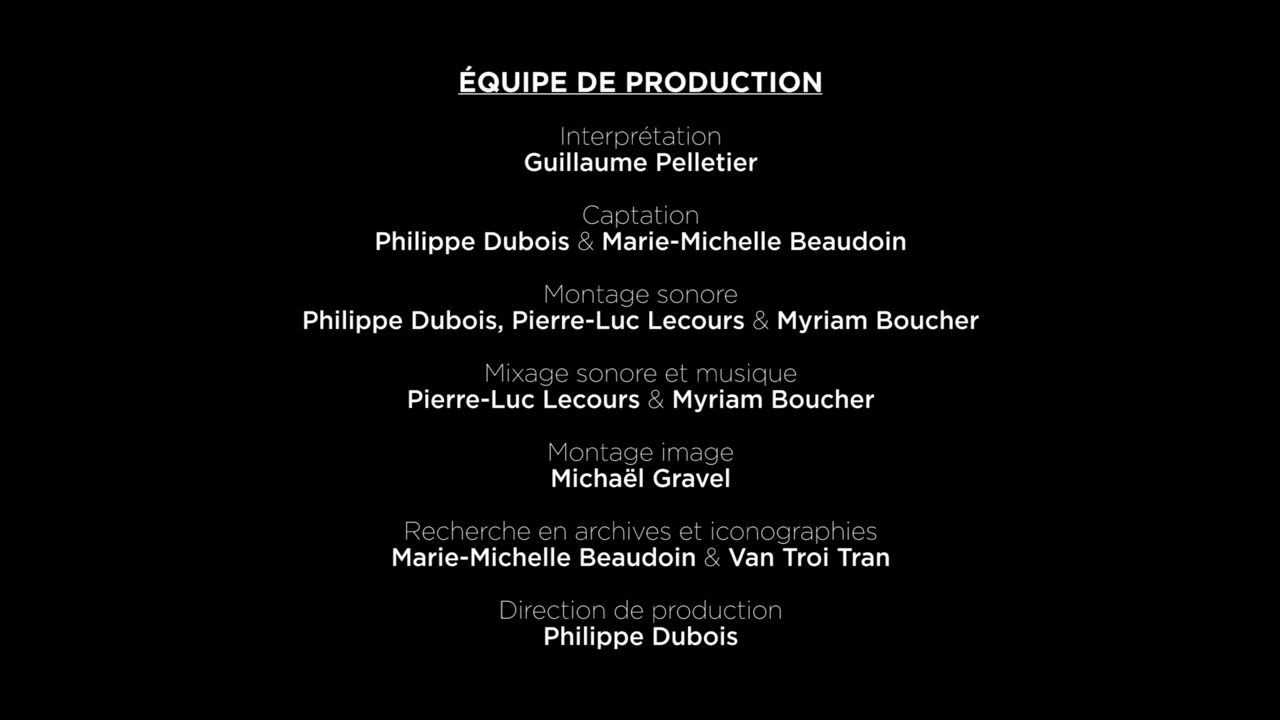 ÉQUIPE DE PRODUCTION
Interprétation
Guillaume Pelletier
Captation
Philippe Dubois & Marie-Michelle Beaudoin
Montage sonore
Philippe Dubois, Pierre-Luc Lecours & Myriam Boucher
Mixage sonore et musique
Pierre-Luc Lecours & Myriam Boucher
Montage image
Michaël Gravel
Recherche en archives et iconographies
Marie-Michelle Beaudoin & Van Troi Tran
Direction de production
Philippe Dubois